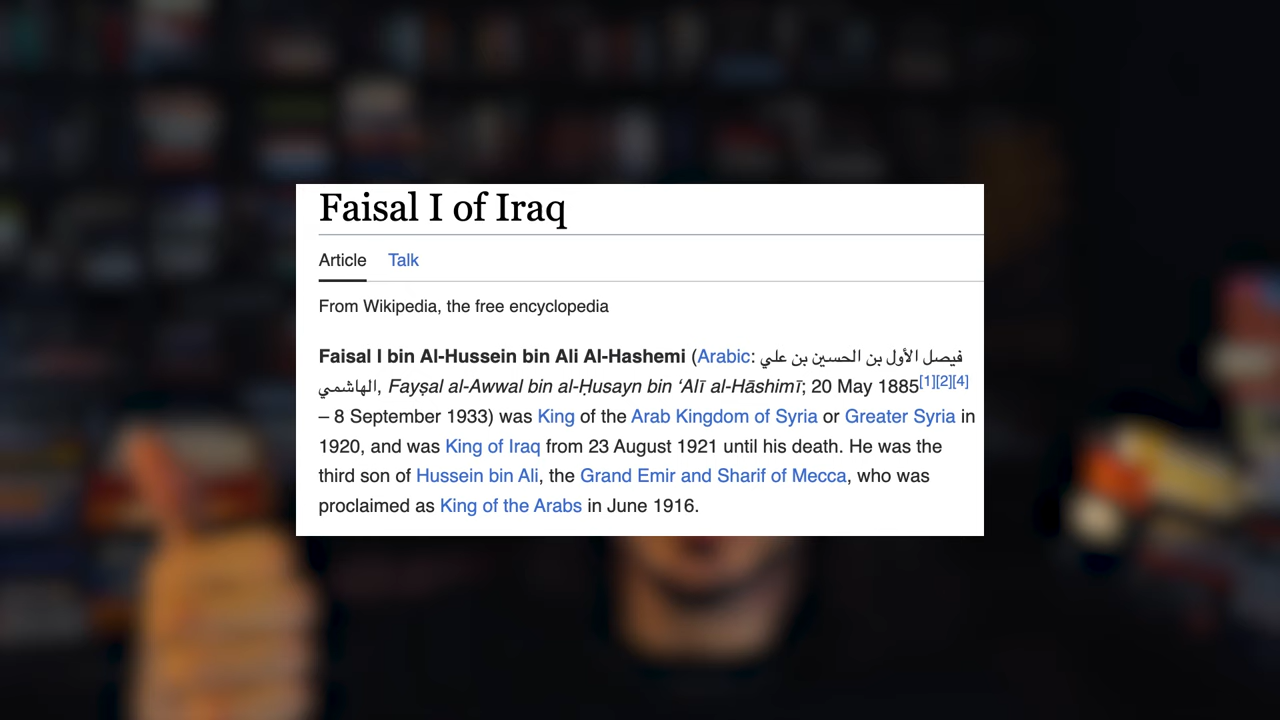 Faisal I of Iraq
Article Talk
From Wikipedia, the free encyclopedia
Faisal I bin Al-Hussein bin Ali Al-Hashemi (Arabic: فيصل الأول بن الحسين بن علي
الهاشمي, Fayṣal al-Awwal bin al-Ḥusayn bin ‘Alī al-Hāshimī; 20 May 1885[1][2][4]
– 8 September 1933) was King of the Arab Kingdom of Syria or Greater Syria in
1920, and was King of Iraq from 23 August 1921 until his death. He was the
third son of Hussein bin Ali, the Grand Emir and Sharif of Mecca, who was
proclaimed as King of the Arabs in June 1916.